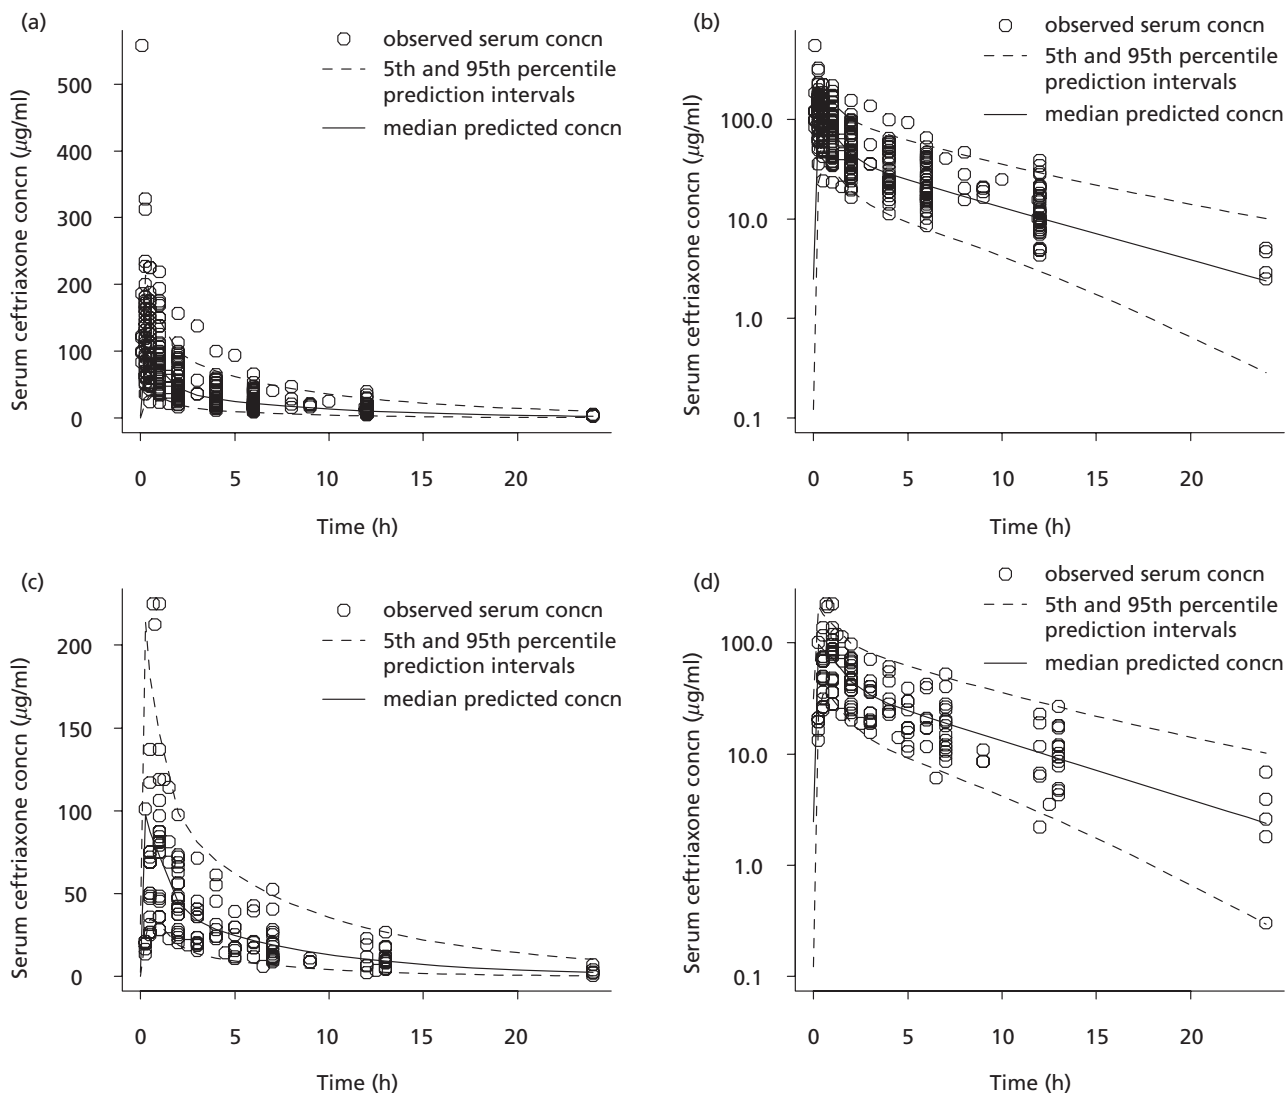 (a)
observed serum concn
5th and 95th percentile
prediction intervals
median predicted concn
Serum ceftriaxone concn (μg/ml)
500
400
300
200
100
0
0 5 10 15 20
Time (h)
(b)
observed serum concn
5th and 95th percentile
prediction intervals
median predicted concn
Serum ceftriaxone concn (μg/ml)
100.0
10.0
1.0
0.1
0 5 10 15 20
Time (h)
(c)
observed serum concn
5th and 95th percentile
prediction intervals
median predicted concn
Serum ceftriaxone concn (μg/ml)
200
150
100
50
0
0 5 10 15 20
Time (h)
(d)
observed serum concn
5th and 95th percentile
prediction intervals
median predicted concn
Serum ceftriaxone concn (μg/ml)
100.0
10.0
1.0
0.1
0 5 10 15 20
Time (h)